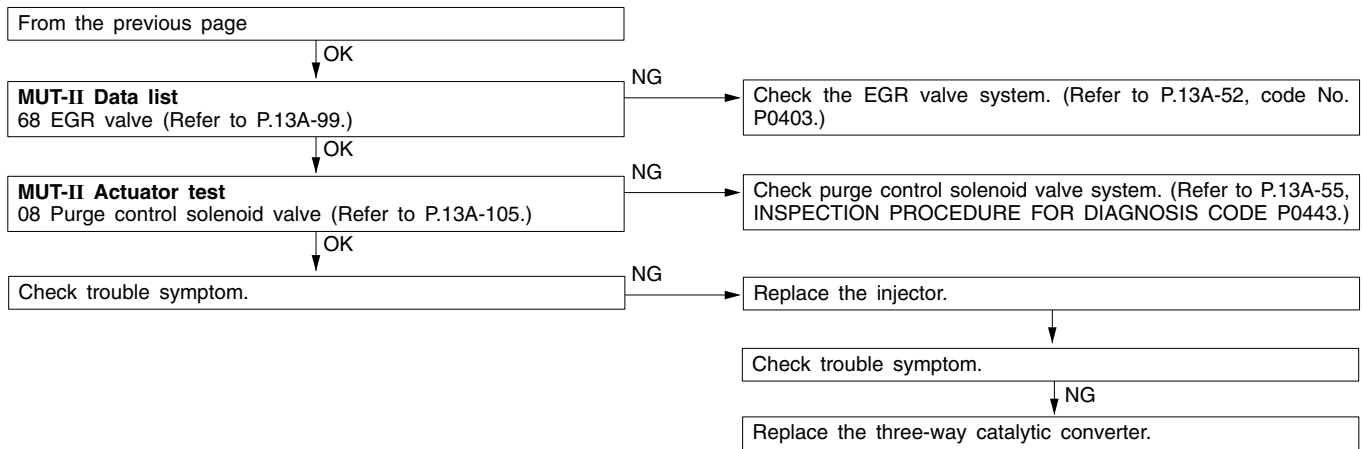 From the previous page
OK
MUT-II Data list
68 EGR valve (Refer to P.13A-99.)
NG
Check the EGR valve system. (Refer to P.13A-52, code No.
P0403.)
OK
MUT-II Actuator test
08 Purge control solenoid valve (Refer to P.13A-105.)
NG
Check purge control solenoid valve system. (Refer to P.13A-55,
INSPECTION PROCEDURE FOR DIAGNOSIS CODE P0443.)
OK
Check trouble symptom.
NG
Replace the injector.
Check trouble symptom.
NG
Replace the three-way catalytic converter.